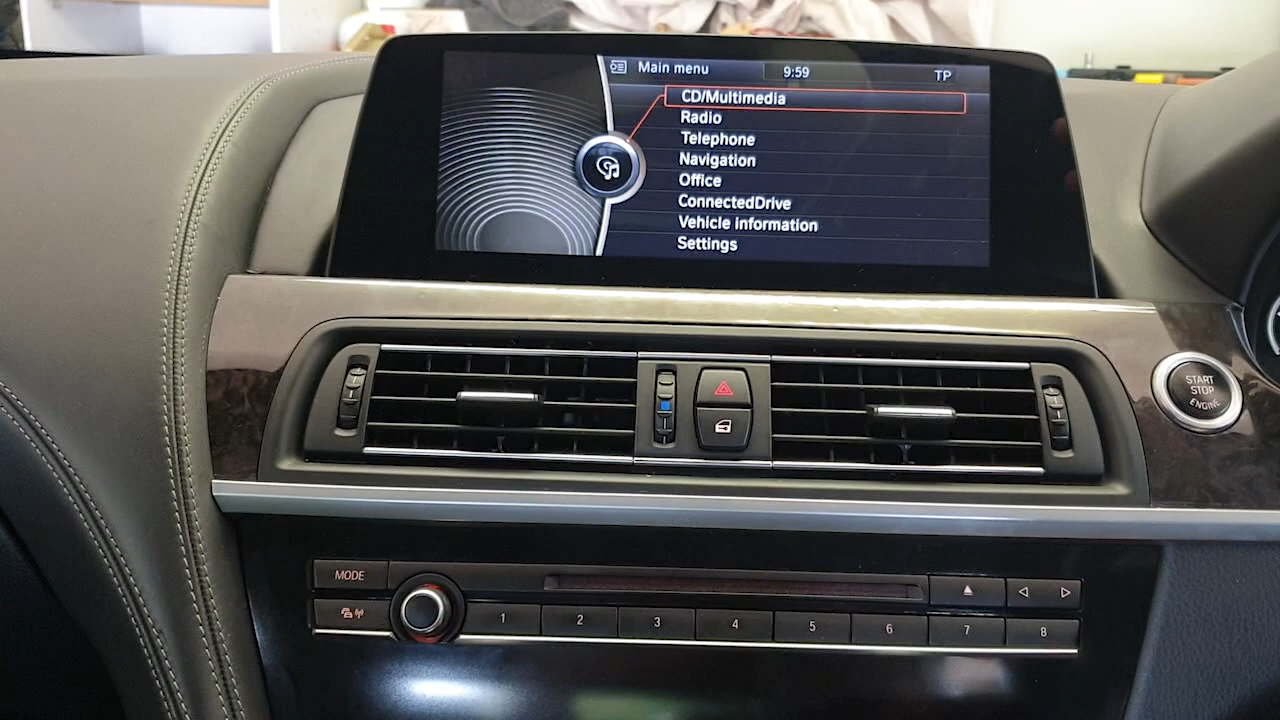 Main menu 9:59 TP
CD/Multimedia
Radio
Telephone
Navigation
Office
ConnectedDrive
Vehicle information
Settings
START
STOP
ENGINE
MODE
1 2 3 4 5 6 7 8